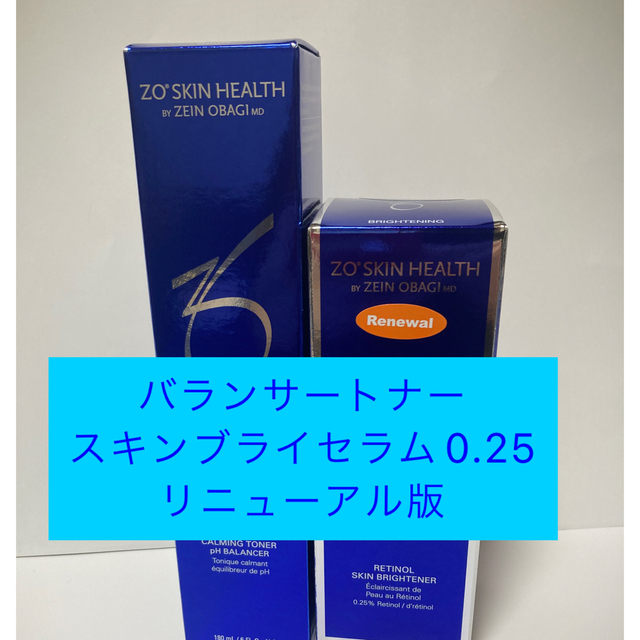 ZO® SKIN HEALTH
BY ZEIN OBAGI MD
BRIGHTENING
ZO® SKIN HEALTH
BY ZEIN OBAGI MD
Renewal
バランサートナー
スキンブライセラム0.25
リニューアル版
CALMING TONER
pH BALANCER
Tonique calmant
équilibreur de pH
180 mL / 6
RETINOL
SKIN BRIGHTENER
Éclaircissant de
Peau au Rétinol
0.25% Retinol / d'rétinol